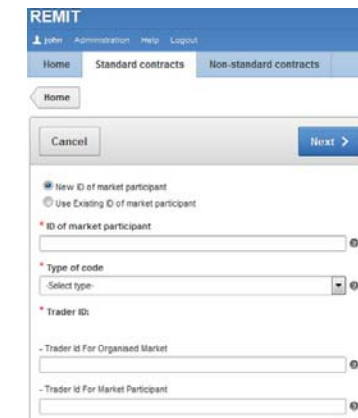 REMIT
john Administration Help Logout
Home Standard contracts Non-standard contracts
Home
Cancel Next >
New ID of market participant
Use Existing ID of market participant
* ID of market participant
* Type of code
-Select type-
* Trader ID:
- Trader Id For Organised Market
- Trader Id For Market Participant